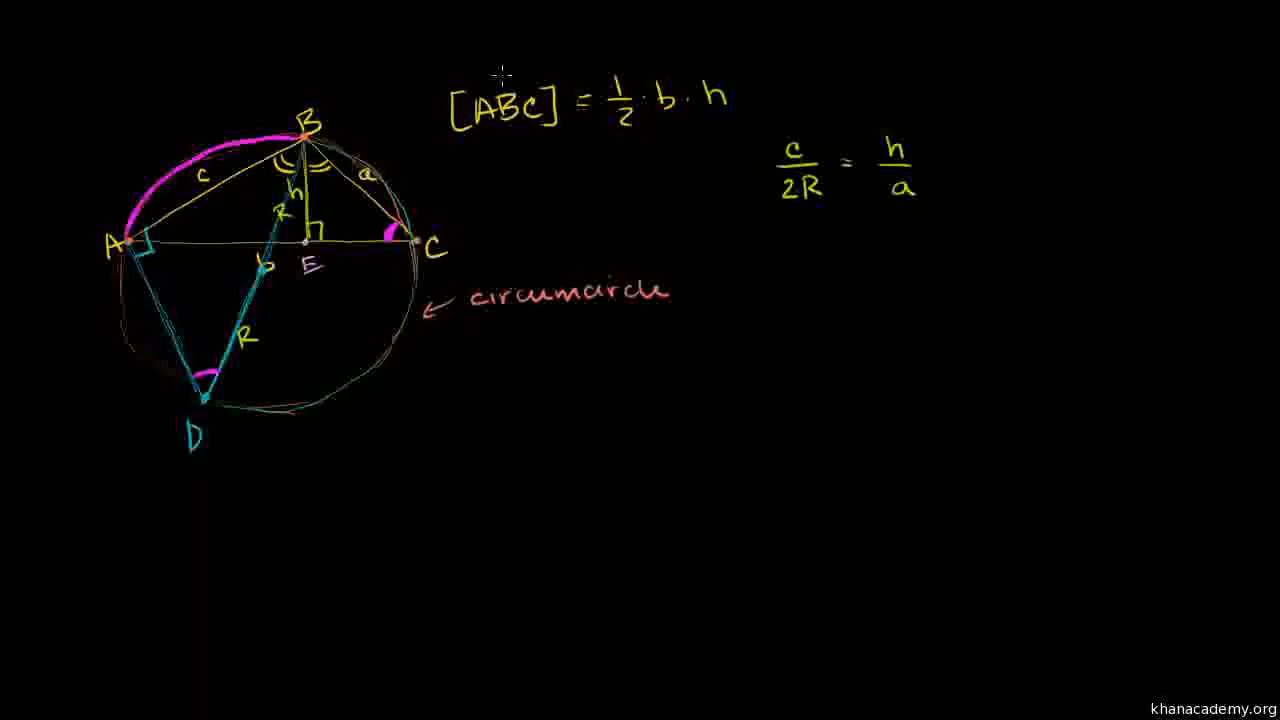 [ABC] = 1/2 · b · h
c/2R = h/a
B
c
a
h
R
A
b
E
C
circumcircle
R
D
khanacademy.org